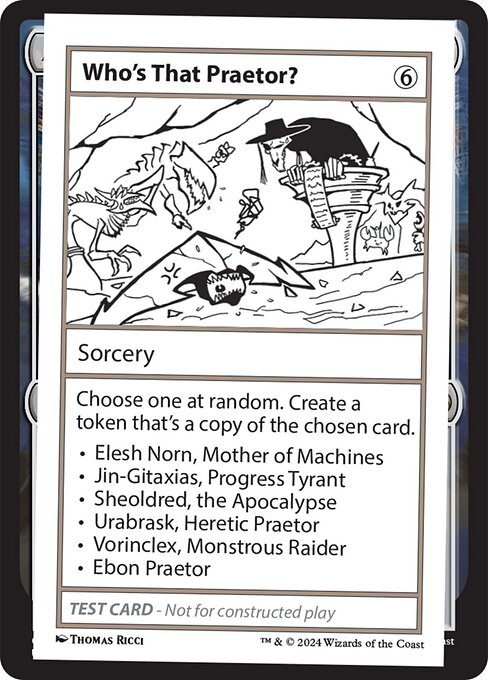 Who's That Praetor? 6
Sorcery
Choose one at random. Create a
token that's a copy of the chosen card.
• Elesh Norn, Mother of Machines
• Jin-Gitaxias, Progress Tyrant
• Sheoldred, the Apocalypse
• Urabrask, Heretic Praetor
• Vorinclex, Monstrous Raider
• Ebon Praetor
TEST CARD - Not for constructed play
THOMAS RICCI ™ & © 2024 Wizards of the Coast